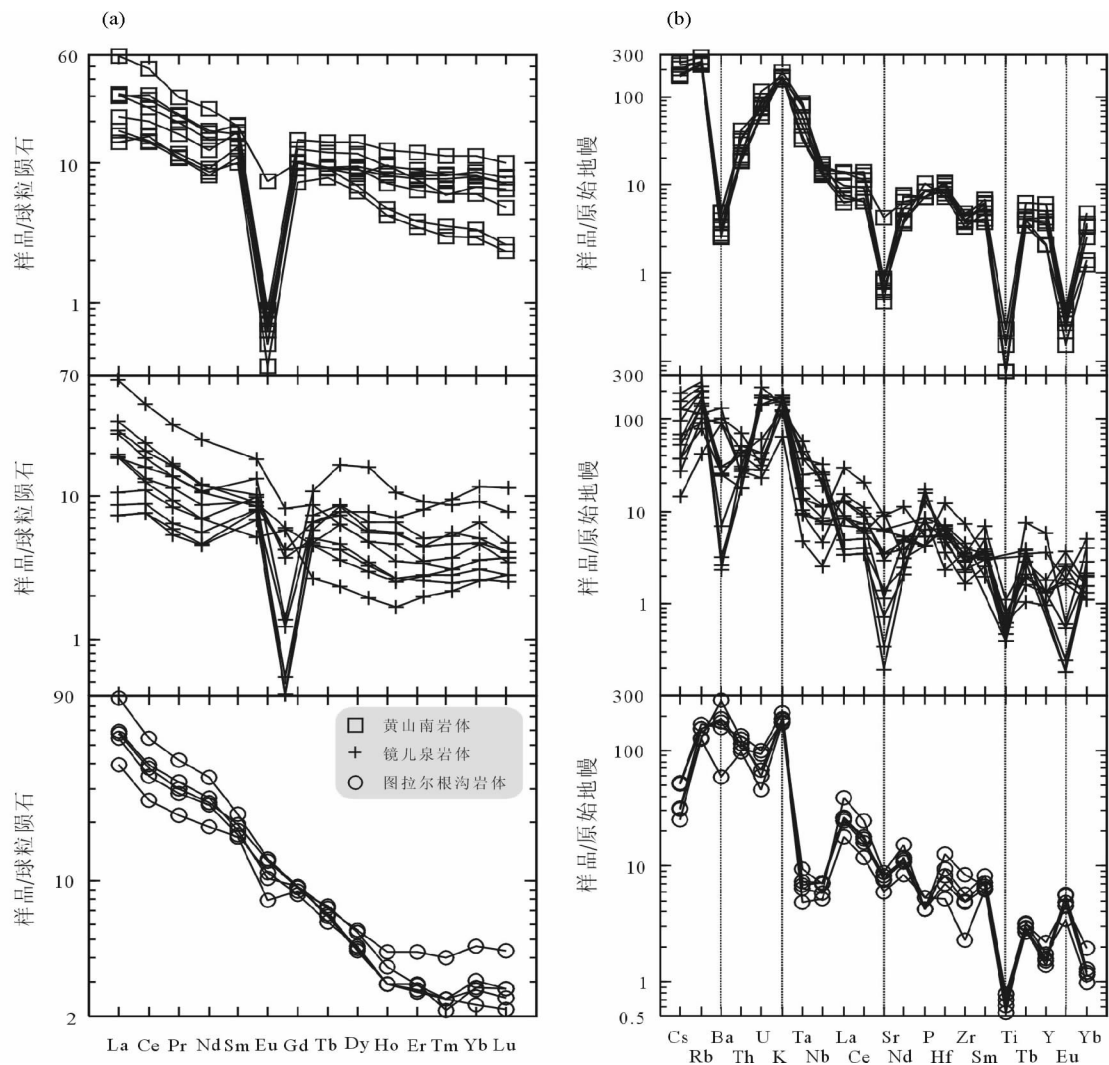 (a)
(b)
60
10
1
样品/球粒陨石
300
100
10
1
样品/原始地幔
70
10
1
样品/球粒陨石
300
100
10
1
样品/原始地幔
90
10
2
样品/球粒陨石
黄山南岩体
镜儿泉岩体
图拉尔根沟岩体
300
100
10
1
0.5
样品/原始地幔
La Ce Pr Nd Sm Eu Gd Tb Dy Ho Er Tm Yb Lu
Cs Ba U Ta La Sr P Zr Ti Y Yb
Rb Th K Nb Ce Nd Hf Sm Tb Eu